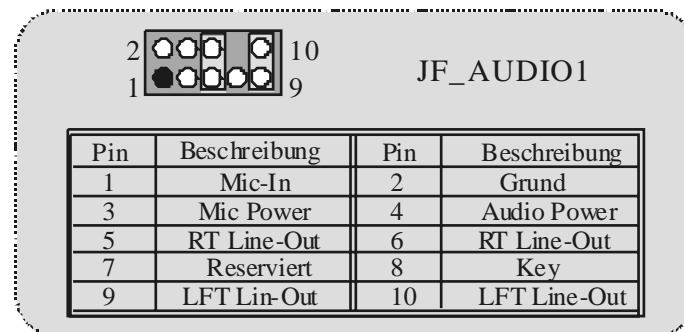 2 10
JF_AUDIO1
1 9
Pin Beschreibung Pin Beschreibung
1 Mic-In 2 Grund
3 Mic Power 4 Audio Power
5 RT Line-Out 6 RT Line-Out
7 Reserviert 8 Key
9 LFT Lin-Out 10 LFT Line-Out